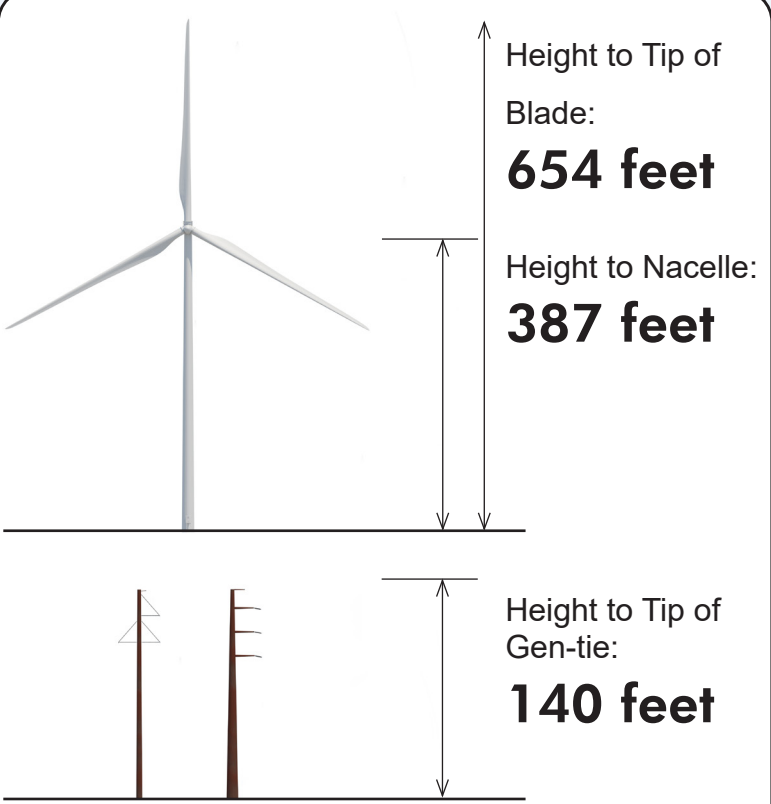 Height to Tip of
Blade:
654 feet
Height to Nacelle:
387 feet
Height to Tip of
Gen-tie:
140 feet